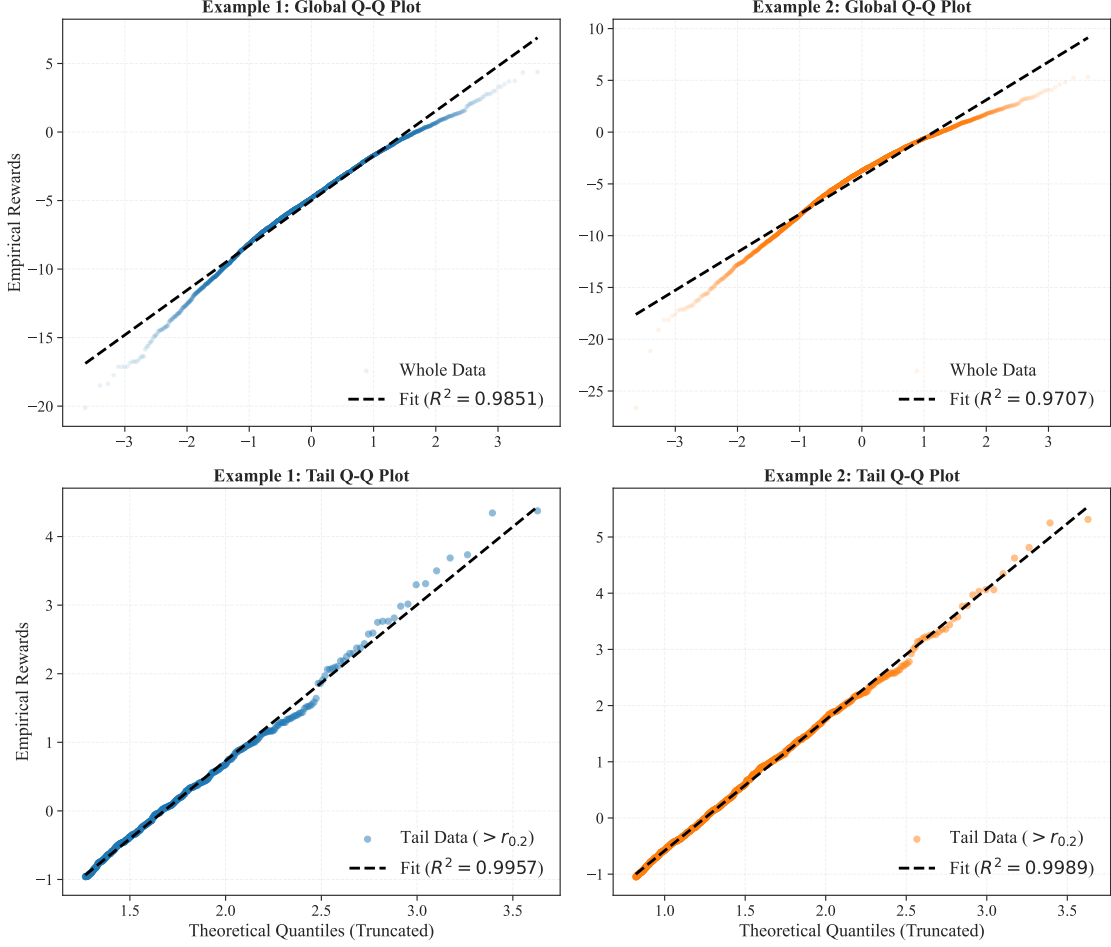 Example 1: Global Q-Q Plot
Empirical Rewards
5
0
−5
−10
−15
−20
−3 −2 −1 0 1 2 3
Whole Data
Fit (R² = 0.9851)
Example 2: Global Q-Q Plot
10
5
0
−5
−10
−15
−20
−25
−3 −2 −1 0 1 2 3
Whole Data
Fit (R² = 0.9707)
Example 1: Tail Q-Q Plot
Empirical Rewards
4
3
2
1
0
−1
1.5 2.0 2.5 3.0 3.5
Theoretical Quantiles (Truncated)
Tail Data (> r₀.₂)
Fit (R² = 0.9957)
Example 2: Tail Q-Q Plot
5
4
3
2
1
0
−1
1.0 1.5 2.0 2.5 3.0 3.5
Theoretical Quantiles (Truncated)
Tail Data (> r₀.₂)
Fit (R² = 0.9989)